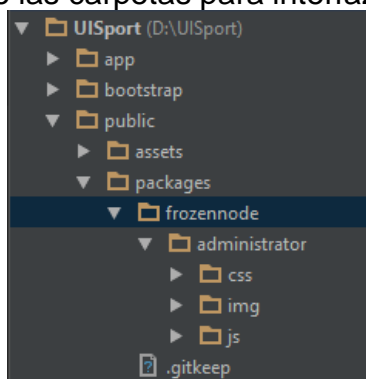 UISport (D:\UISport)
app
bootstrap
public
assets
packages
frozennode
administrator
css
img
js
.gitkeep